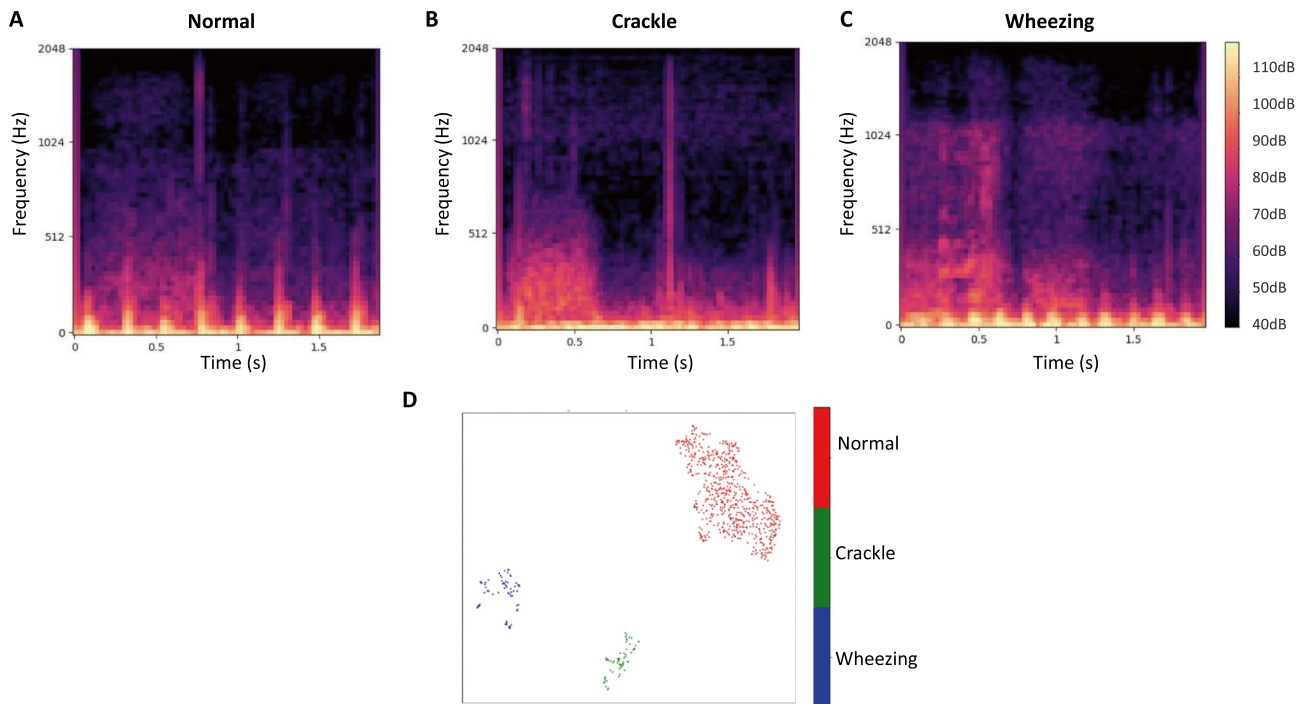 A
Normal
B
Crackle
C
Wheezing
Frequency (Hz)
2048
1024
512
0
0
0.5
1
1.5
Time (s)
Frequency (Hz)
2048
1024
512
0
0
0.5
1
1.5
Time (s)
Frequency (Hz)
2048
1024
512
0
0
0.5
1
1.5
Time (s)
110dB
100dB
90dB
80dB
70dB
60dB
50dB
40dB
D
Normal
Crackle
Wheezing